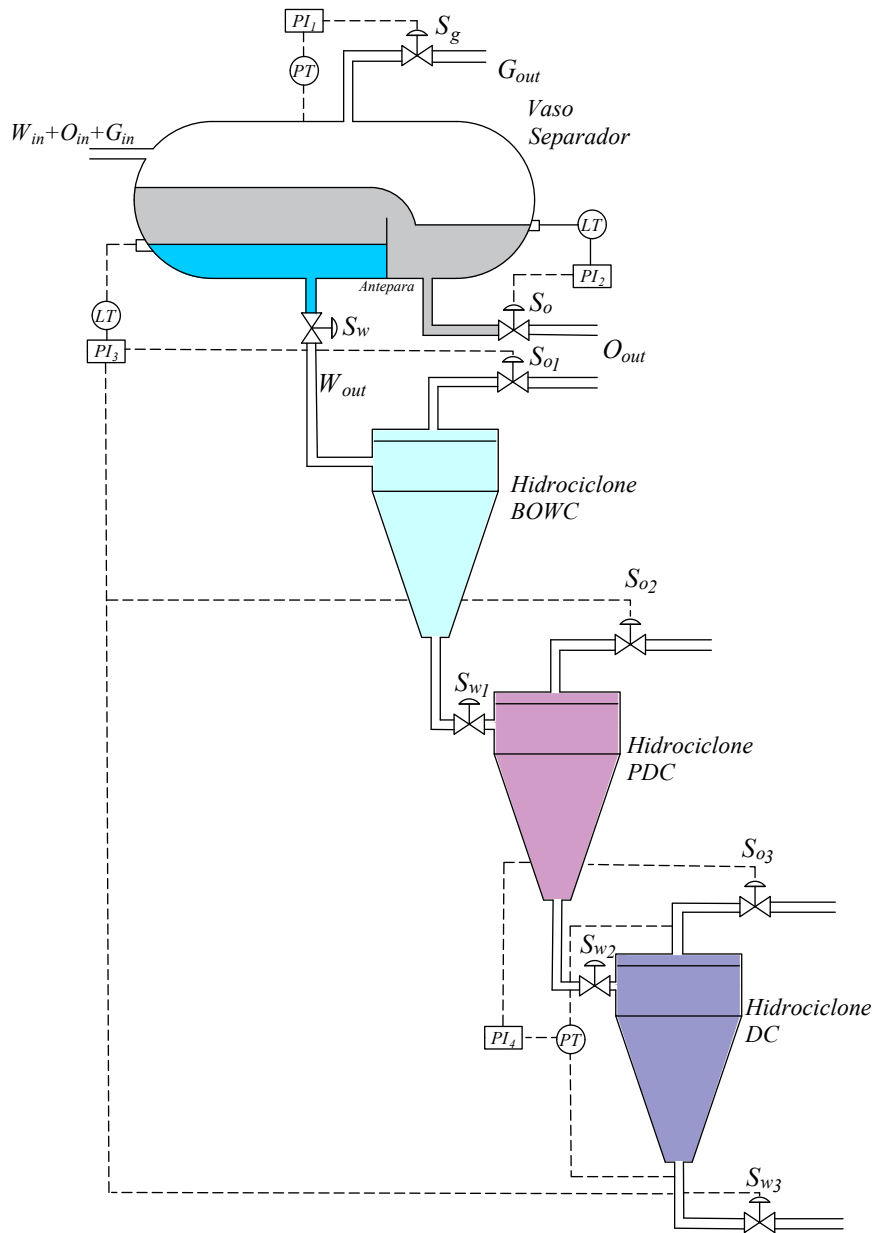 PI1
Sg
PT
Gout
Vaso
Separador
Win+Oin+Gin
LT
PI2
Antepara
So
LT
Sw
Oout
PI3
So1
Wout
Hidrociclone
BOWC
So2
Sw1
Hidrociclone
PDC
So3
Sw2
Hidrociclone
DC
PI4
PT
Sw3